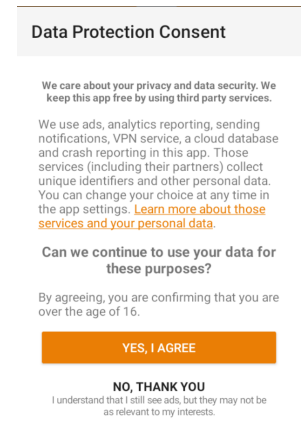 Data Protection Consent
We care about your privacy and data security. We
keep this app free by using third party services.
We use ads, analytics reporting, sending
notifications, VPN service, a cloud database
and crash reporting in this app. Those
services (including their partners) collect
unique identifiers and other personal data.
You can change your choice at any time in
the app settings. Learn more about those
services and your personal data.
Can we continue to use your data for
these purposes?
By agreeing, you are confirming that you are
over the age of 16.
YES, I AGREE
NO, THANK YOU
I understand that I still see ads, but they may not be
as relevant to my interests.